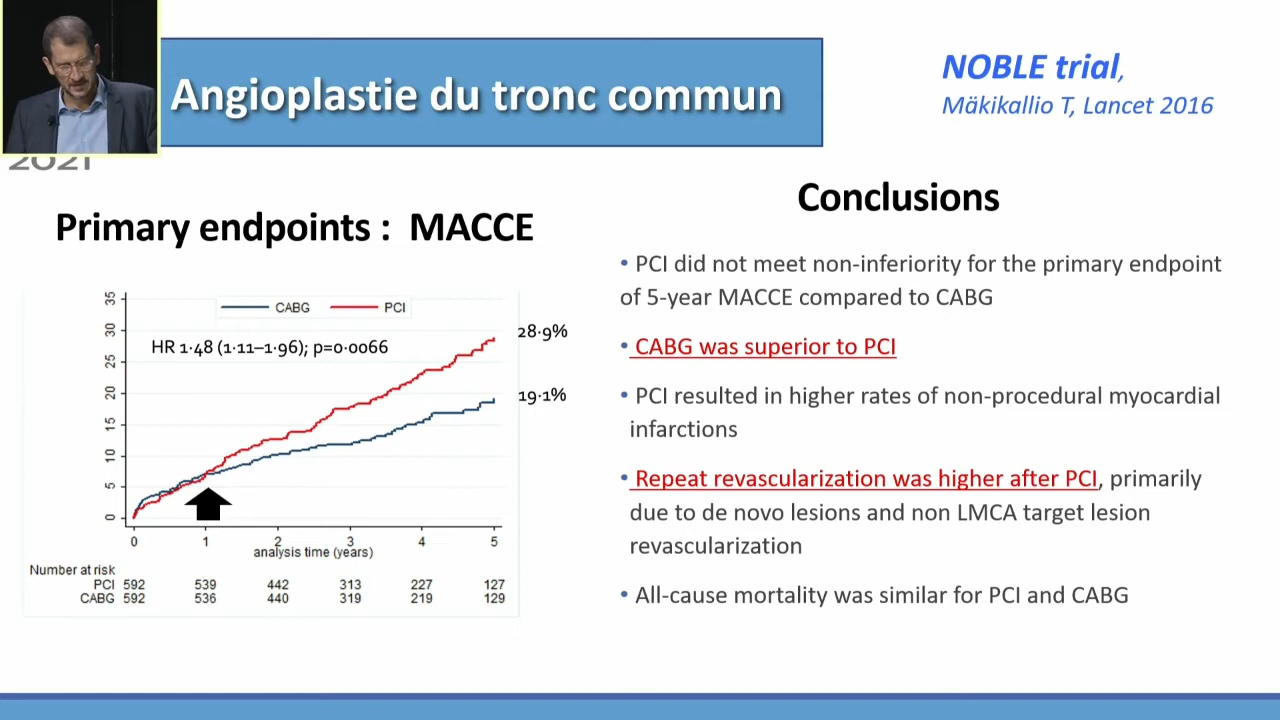 Angioplastie du tronc commun
NOBLE trial,
Mäkikallio T, Lancet 2016
2021
Primary endpoints : MACCE
35
30
25
20
15
10
5
0
CABG
PCI
HR 1·48 (1·11–1·96); p=0·0066
28·9%
19·1%
0 1 2 3 4 5
analysis time (years)
Number at risk
PCI 592 539 442 313 227 127
CABG 592 536 440 319 219 129
Conclusions
• PCI did not meet non-inferiority for the primary endpoint
of 5-year MACCE compared to CABG
• CABG was superior to PCI
• PCI resulted in higher rates of non-procedural myocardial
infarctions
• Repeat revascularization was higher after PCI, primarily
due to de novo lesions and non LMCA target lesion
revascularization
• All-cause mortality was similar for PCI and CABG